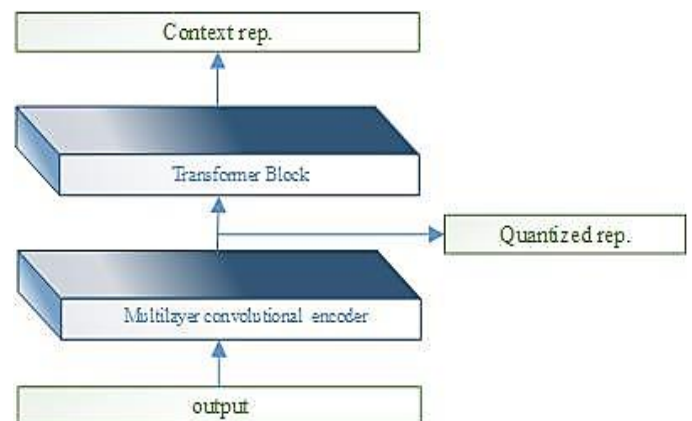 Context rep.
Transformer Block
Quantized rep.
Multilayer convolutional encoder
output